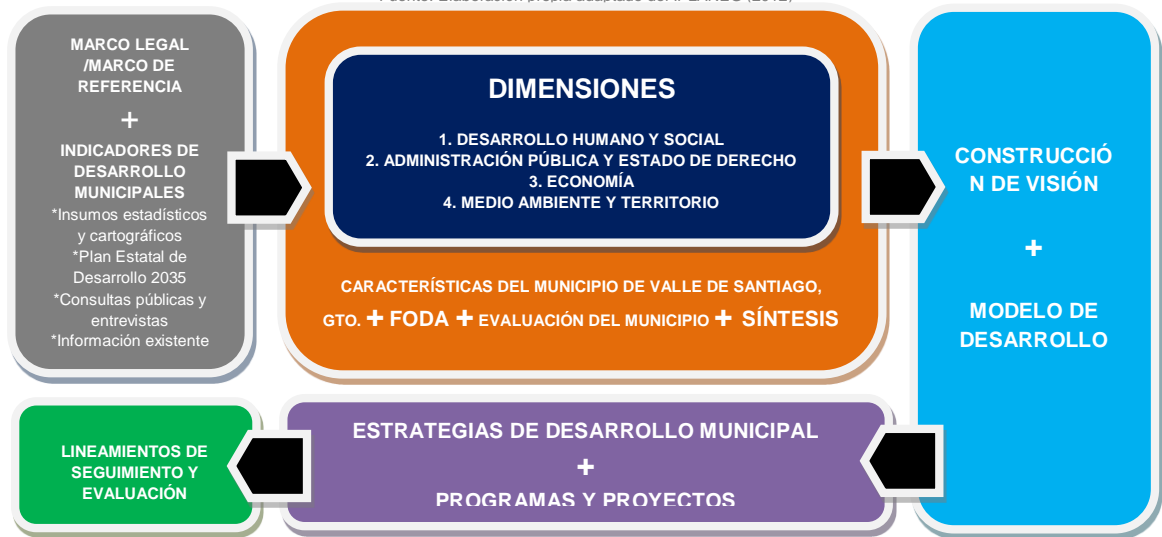 MARCO LEGAL
/MARCO DE
REFERENCIA
+
INDICADORES DE
DESARROLLO
MUNICIPALES
*Insumos estadísticos
y cartográficos
*Plan Estatal de
Desarrollo 2035
*Consultas públicas y
entrevistas
*Información existente
DIMENSIONES
1. DESARROLLO HUMANO Y SOCIAL
2. ADMINISTRACIÓN PÚBLICA Y ESTADO DE DERECHO
3. ECONOMÍA
4. MEDIO AMBIENTE Y TERRITORIO
CARACTERÍSTICAS DEL MUNICIPIO DE VALLE DE SANTIAGO,
GTO. + FODA + EVALUACIÓN DEL MUNICIPIO + SÍNTESIS
CONSTRUCCIÓ
N DE VISIÓN
+
MODELO DE
DESARROLLO
ESTRATEGIAS DE DESARROLLO MUNICIPAL
+
PROGRAMAS Y PROYECTOS
LINEAMIENTOS DE
SEGUIMIENTO Y
EVALUACIÓN